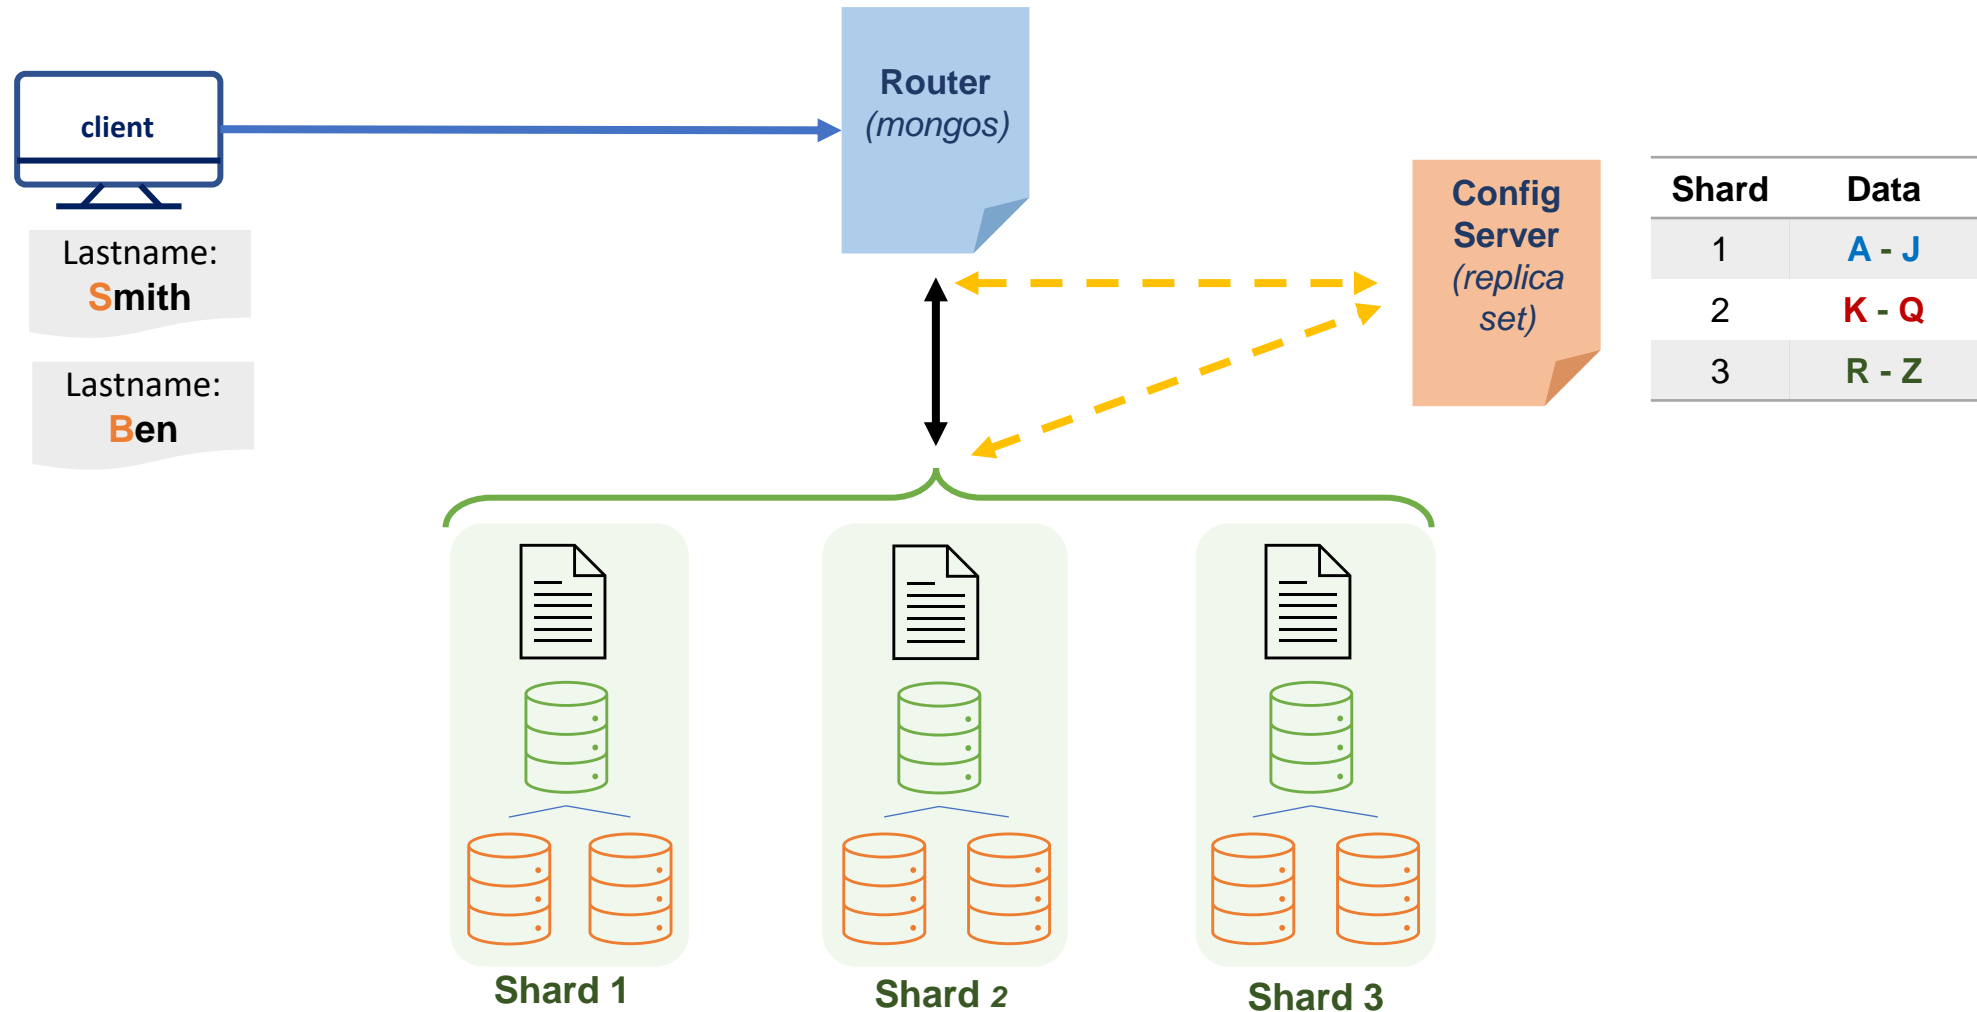 client
Lastname:
Smith
Lastname:
Ben
Router
(mongos)
Config
Server
(replica
set)
Shard Data
1 A - J
2 K - Q
3 R - Z
Shard 1
Shard 2
Shard 3